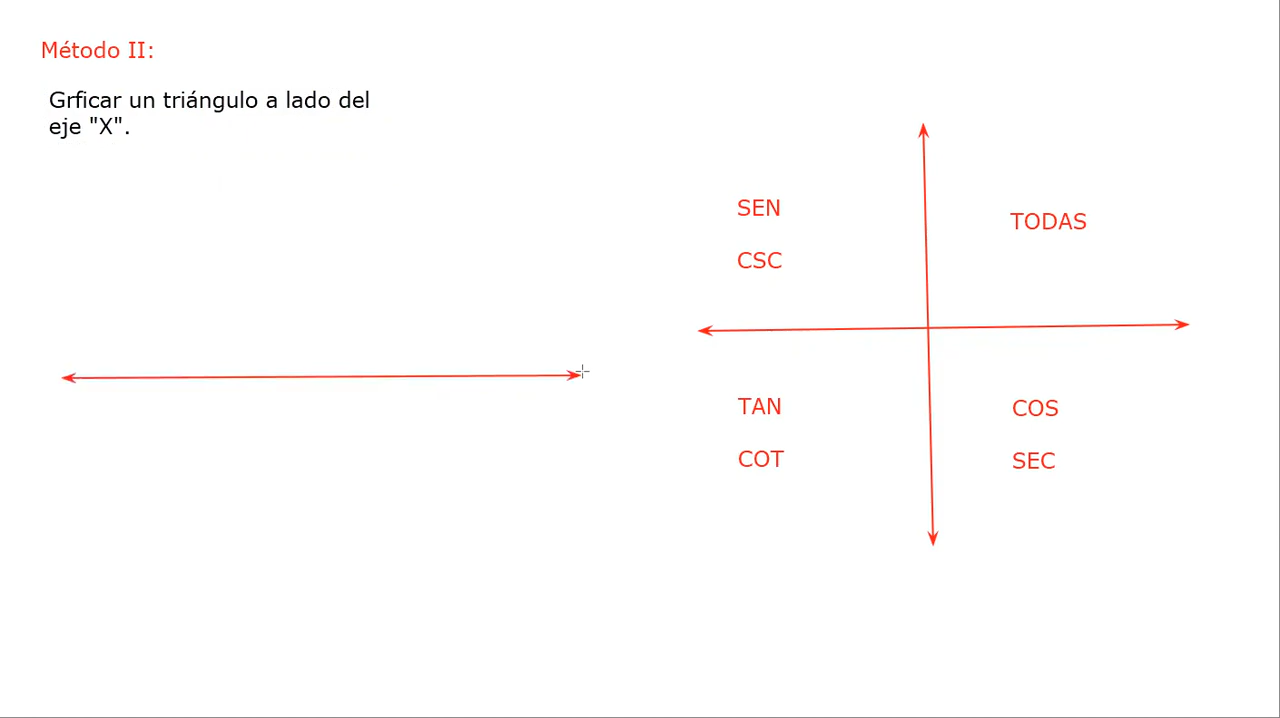 Método II:
Grficar un triángulo a lado del
eje "X".
SEN
CSC
TODAS
TAN
COT
COS
SEC